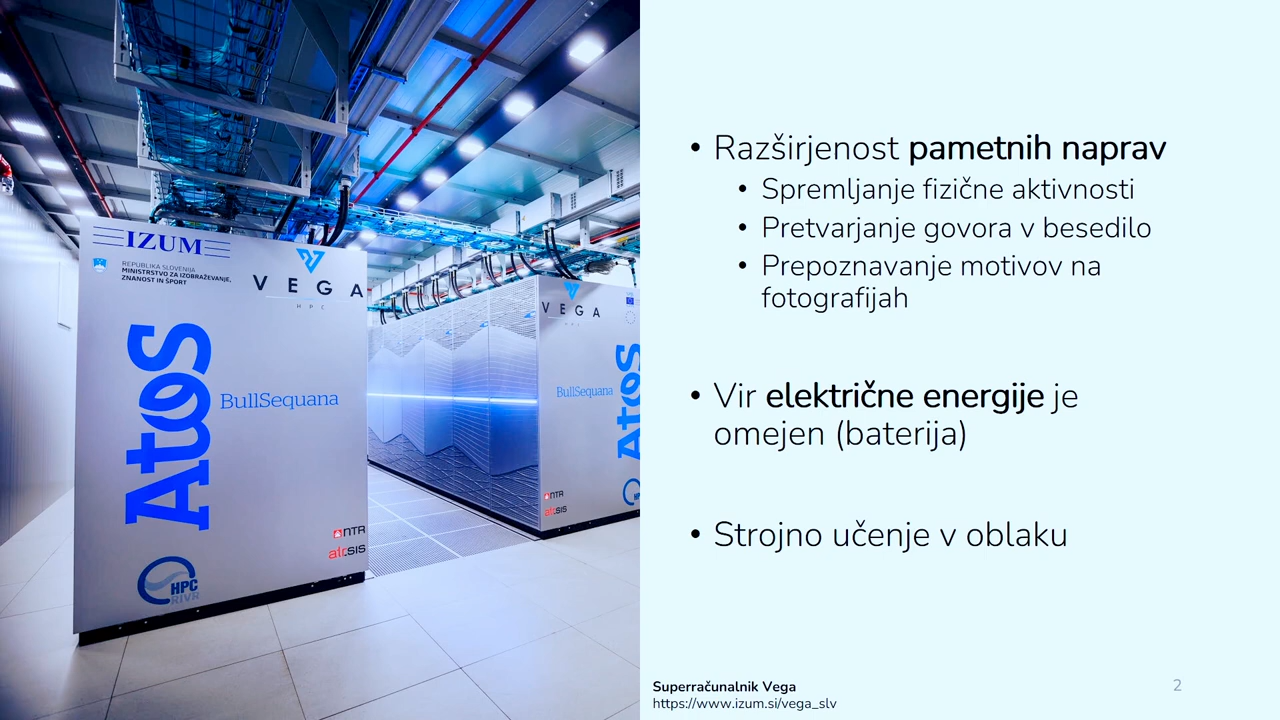 IZUM
REPUBLIKA SLOVENIJA
MINISTRSTVO ZA IZOBRAŽEVANJE,
ZNANOST IN ŠPORT
VEGA
HPC
Atos
BullSequana
NTR
atr.sis
HPC
RIVR
VEGA
HPC
BullSequana
Atos
NTR
• Razširjenost pametnih naprav
• Spremljanje fizične aktivnosti
• Pretvarjanje govora v besedilo
• Prepoznavanje motivov na
fotografijah
• Vir električne energije je
omejen (baterija)
• Strojno učenje v oblaku
Superračunalnik Vega
https://www.izum.si/vega_slv
2